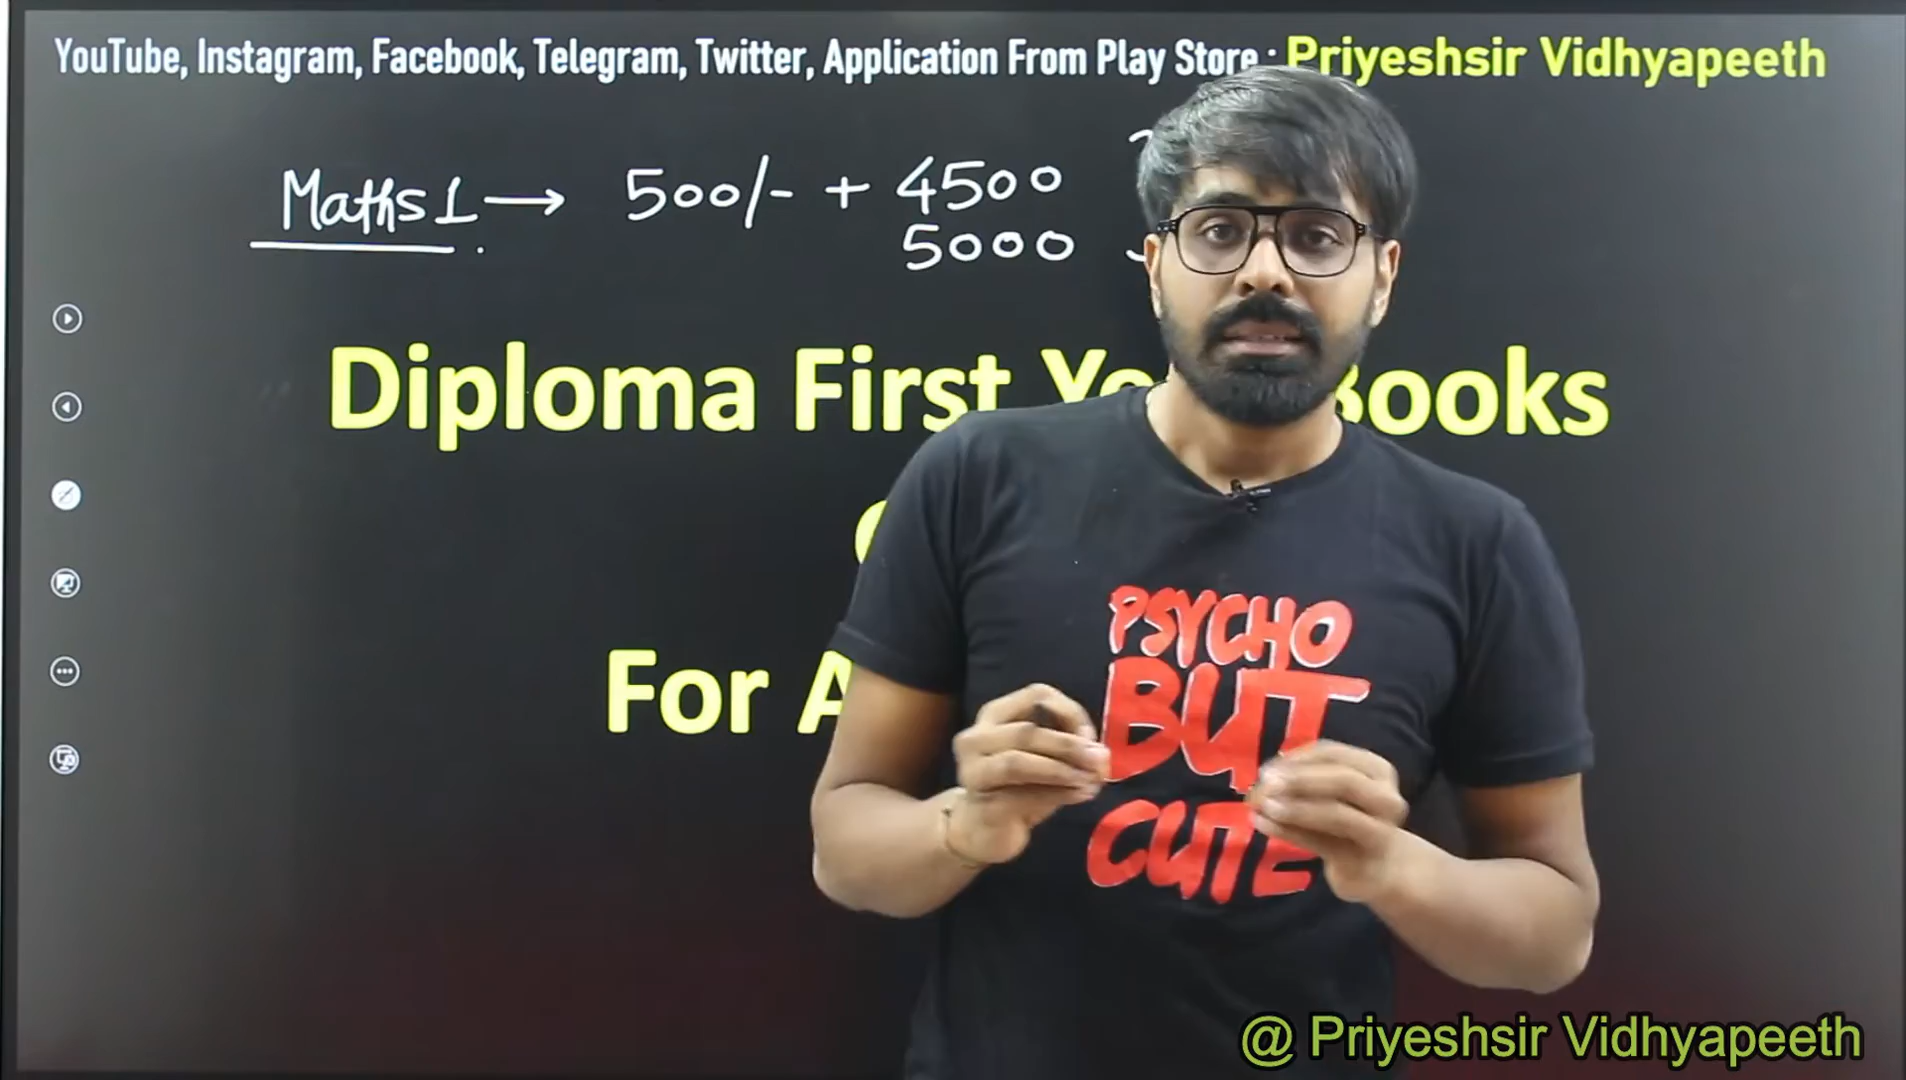 YouTube, Instagram, Facebook, Telegram, Twitter, Application From Play Store : Priyeshsir Vidhyapeeth
Maths 1 → 500/- + 4500
5000
Diploma First Books
For
PSYCHO
BUT
CUTE
@ Priyeshsir Vidhyapeeth